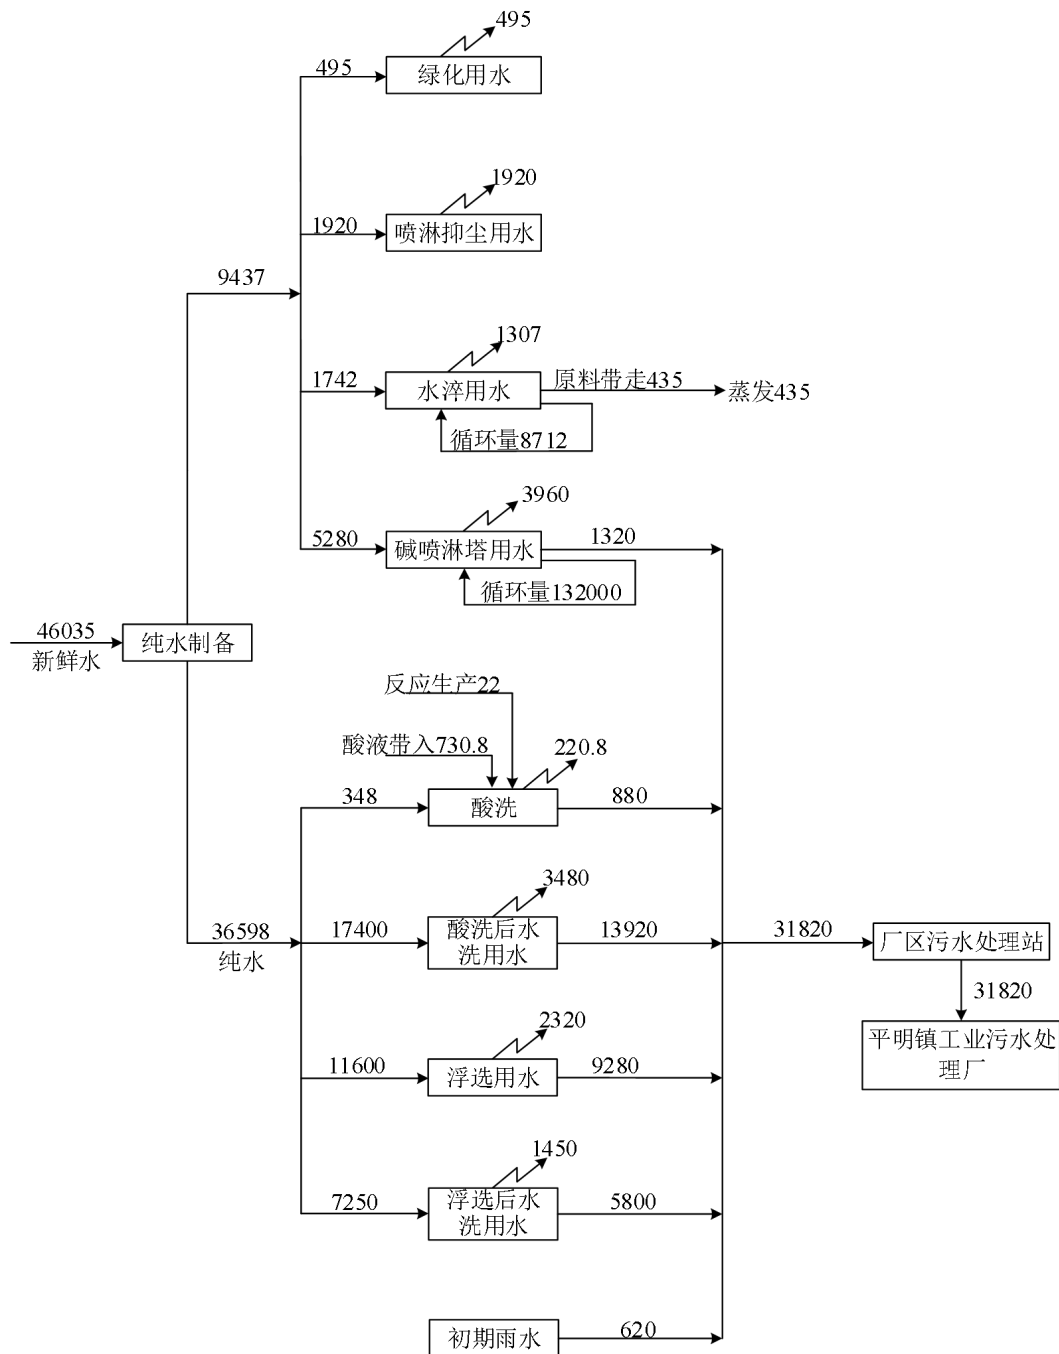 495
495
绿化用水
1920
1920
喷淋抑尘用水
9437
1307
1742
水淬用水
原料带走435
蒸发435
循环量8712
3960
5280
碱喷淋塔用水
1320
循环量132000
46035
新鲜水
纯水制备
反应生产22
酸液带入730.8
220.8
348
酸洗
880
3480
36598
纯水
17400
酸洗后水
洗用水
13920
31820
厂区污水处理站
31820
2320
11600
浮选用水
9280
平明镇工业污水处
理厂
1450
7250
浮选后水
洗用水
5800
初期雨水
620